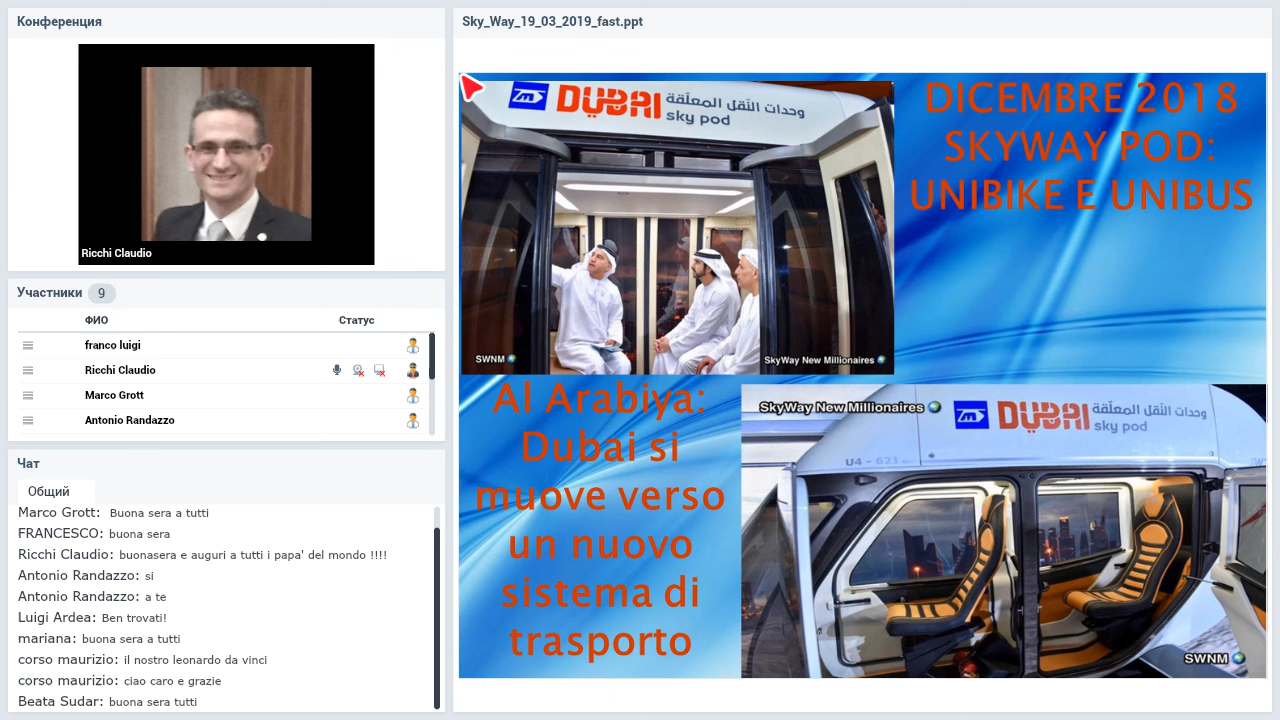 Конференция
Ricchi Claudio
Участники 9
ФИО Статус
franco luigi
Ricchi Claudio
Marco Grott
Antonio Randazzo
Чат
Общий
Marco Grott: Buona sera a tutti
FRANCESCO: buona sera
Ricchi Claudio: buonasera e auguri a tutti i papa' del mondo !!!!
Antonio Randazzo: si
Antonio Randazzo: a te
Luigi Ardea: Ben trovati!
mariana: buona sera a tutti
corso maurizio: il nostro leonardo da vinci
corso maurizio: ciao caro e grazie
Beata Sudar: buona sera tutti
Sky_Way_19_03_2019_fast.ppt
DUBAI وحدات النّقل المعلّقة
sky pod
SWNM
SkyWay New Millionaires
DICEMBRE 2018
SKYWAY POD:
UNIBIKE E UNIBUS
Al Arabiya:
Dubai si
muove verso
un nuovo
sistema di
trasporto
SkyWay New Millionaires
DUBAI وحدات النّقل المعلّقة
sky pod
U4 - 621
SWNM